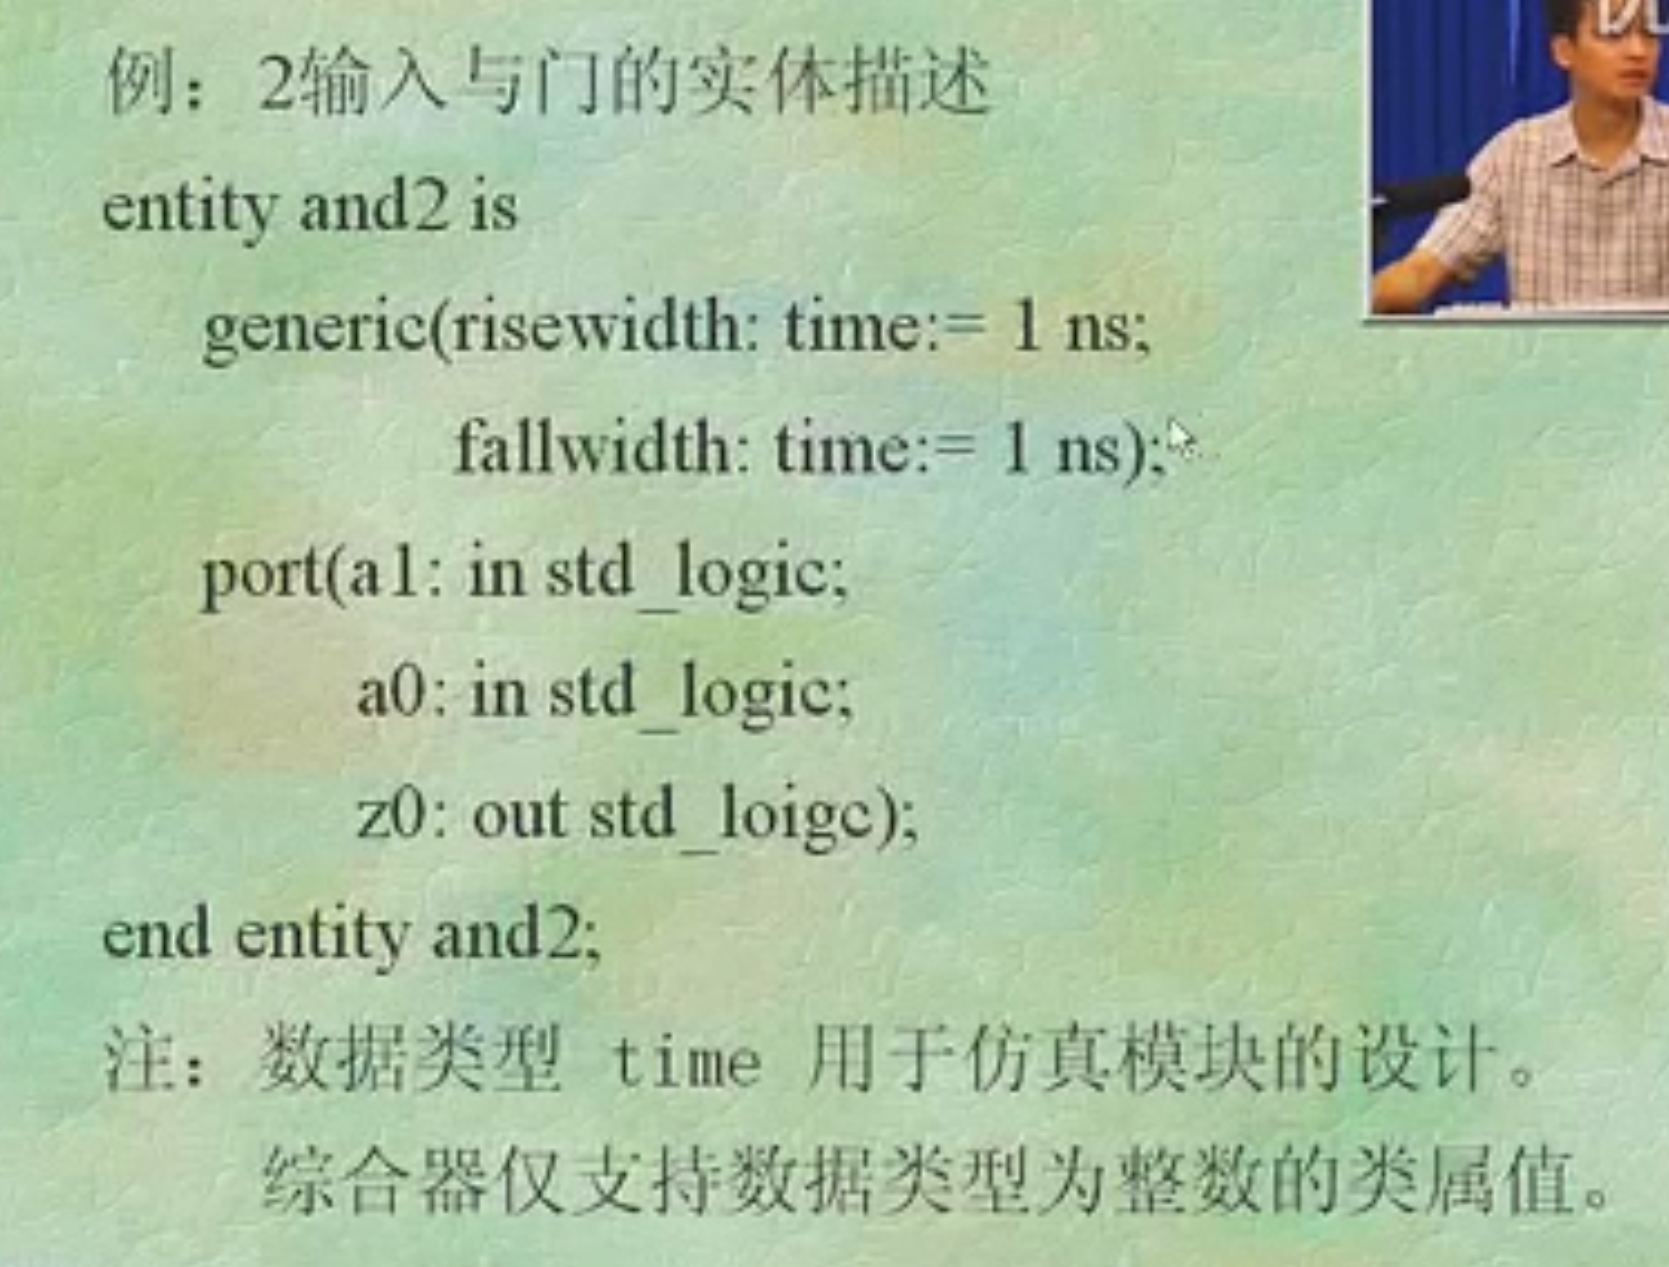 例：2输入与门的实体描述
entity and2 is
generic(risewidth: time:= 1 ns;
fallwidth: time:= 1 ns);
port(a1: in std_logic;
a0: in std_logic;
z0: out std_loigc);
end entity and2;
注：数据类型 time 用于仿真模块的设计。
综合器仅支持数据类型为整数的类属值。